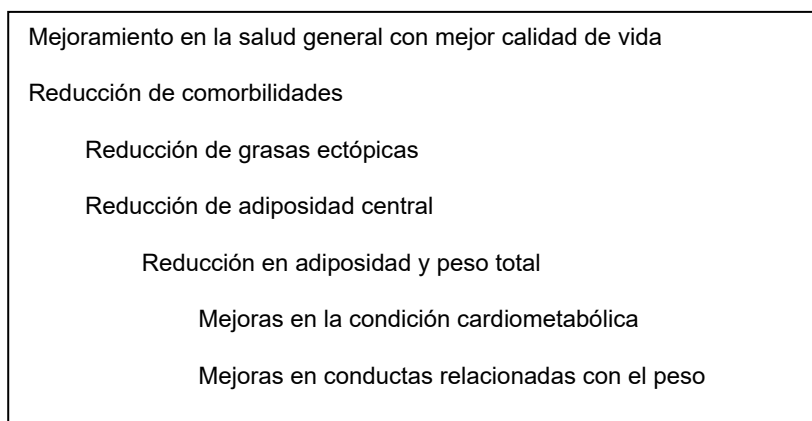 Mejoramiento en la salud general con mejor calidad de vida
Reducción de comorbilidades
Reducción de grasas ectópicas
Reducción de adiposidad central
Reducción en adiposidad y peso total
Mejoras en la condición cardiometabólica
Mejoras en conductas relacionadas con el peso